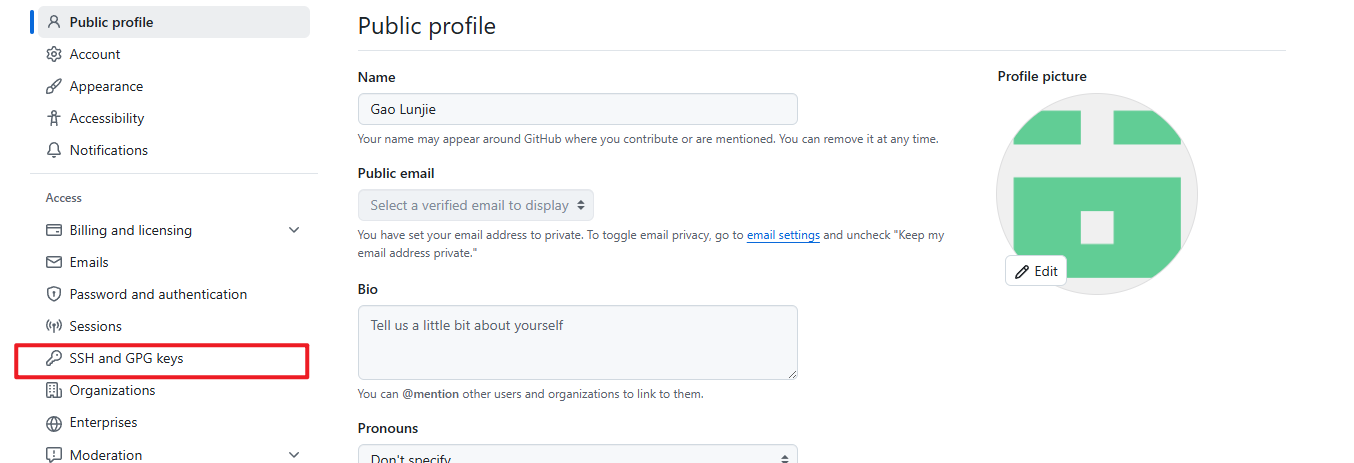 Public profile
Account
Appearance
Accessibility
Notifications
Access
Billing and licensing
Emails
Password and authentication
Sessions
SSH and GPG keys
Organizations
Enterprises
Moderation
Public profile
Name
Gao Lunjie
Your name may appear around GitHub where you contribute or are mentioned. You can remove it at any time.
Public email
Select a verified email to display
You have set your email address to private. To toggle email privacy, go to email settings and uncheck "Keep my
email address private."
Bio
Tell us a little bit about yourself
You can @mention other users and organizations to link to them.
Pronouns
Don't specify
Profile picture
Edit